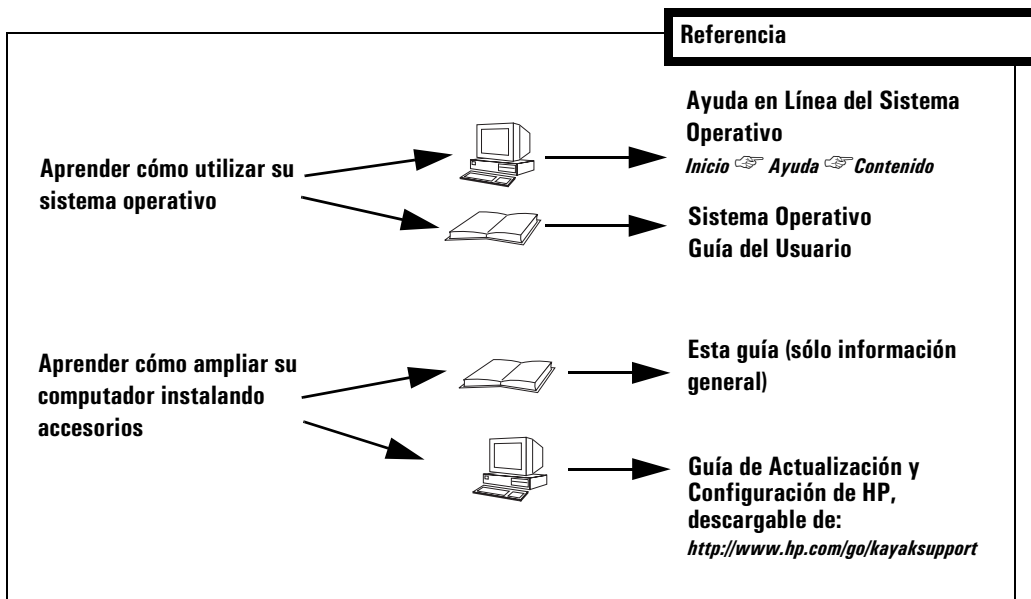 Referencia
Aprender cómo utilizar su
sistema operativo
Ayuda en Línea del Sistema
Operativo
Inicio ☞ Ayuda ☞ Contenido
Sistema Operativo
Guía del Usuario
Aprender cómo ampliar su
computador instalando
accesorios
Esta guía (sólo información
general)
Guía de Actualización y
Configuración de HP,
descargable de:
http://www.hp.com/go/kayaksupport